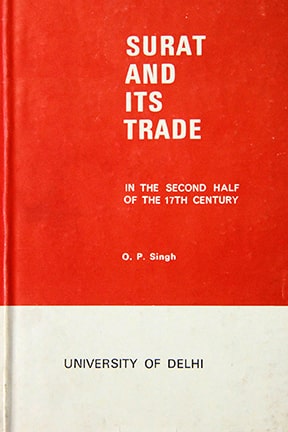 SURAT
AND
ITS
TRADE
IN THE SECOND HALF
OF THE 17TH CENTURY
O. P. Singh
UNIVERSITY OF DELHI